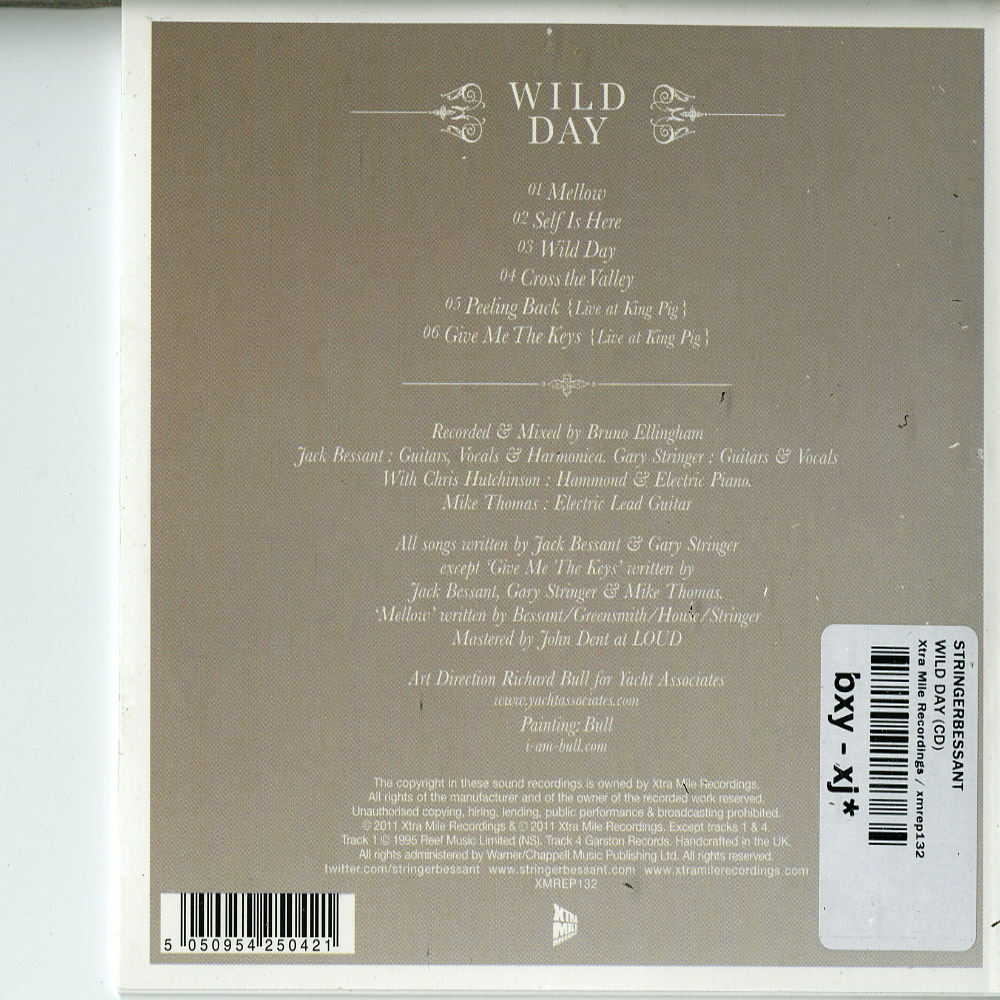 WILD
DAY
01 Mellow
02 Self Is Here
03 Wild Day
04 Cross the Valley
05 Peeling Back {Live at King Pig}
06 Give Me The Keys {Live at King Pig}
Recorded & Mixed by Bruno Ellingham
Jack Bessant : Guitars, Vocals & Harmonica. Gary Stringer : Guitars & Vocals
With Chris Hutchinson : Hammond & Electric Piano.
Mike Thomas : Electric Lead Guitar
All songs written by Jack Bessant & Gary Stringer
except 'Give Me The Keys' written by
Jack Bessant, Gary Stringer & Mike Thomas.
'Mellow' written by Bessant/Greensmith/House/Stringer
Mastered by John Dent at LOUD
Art Direction Richard Bull for Yacht Associates
www.yachtassociates.com
Painting: Bull
i-am-bull.com
The copyright in these sound recordings is owned by Xtra Mile Recordings.
All rights of the manufacturer and of the owner of the recorded work reserved.
Unauthorised copying, hiring, lending, public performance & broadcasting prohibited.
℗ 2011 Xtra Mile Recordings & © 2011 Xtra Mile Recordings. Except tracks 1 & 4.
Track 1 ℗ 1995 Reef Music Limited (NS). Track 4 Garston Records. Handcrafted in the UK.
All rights administered by Warner/Chappell Music Publishing Ltd. All rights reserved.
twitter.com/stringerbessant www.stringerbessant.com www.xtramilerecordings.com
XMREP132
XTRA
MILE
5 050954 250421
STRINGERBESSANT
WILD DAY (CD)
Xtra Mile Recordings / xmrep132
bxy - xj*